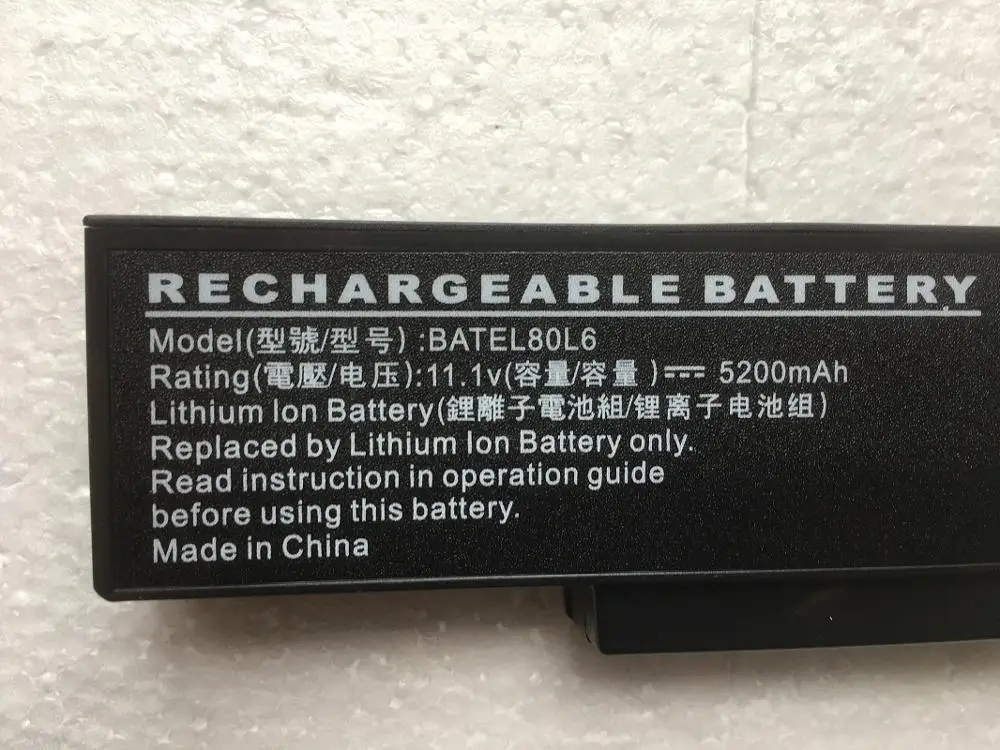 RECHARGEABLE BATTERY
Model(型號/型号) :BATEL80L6
Rating(電壓/电压):11.1v(容量/容量 )⎓ 5200mAh
Lithium Ion Battery(鋰離子電池組/锂离子电池组)
Replaced by Lithium Ion Battery only.
Read instruction in operation guide
before using this battery.
Made in China